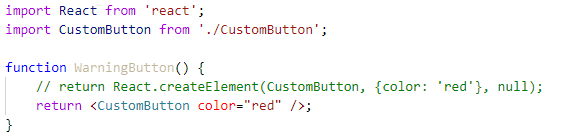 import React from 'react';
import CustomButton from './CustomButton';
function WarningButton() {
// return React.createElement(CustomButton, {color: 'red'}, null);
return <CustomButton color="red" />;
}